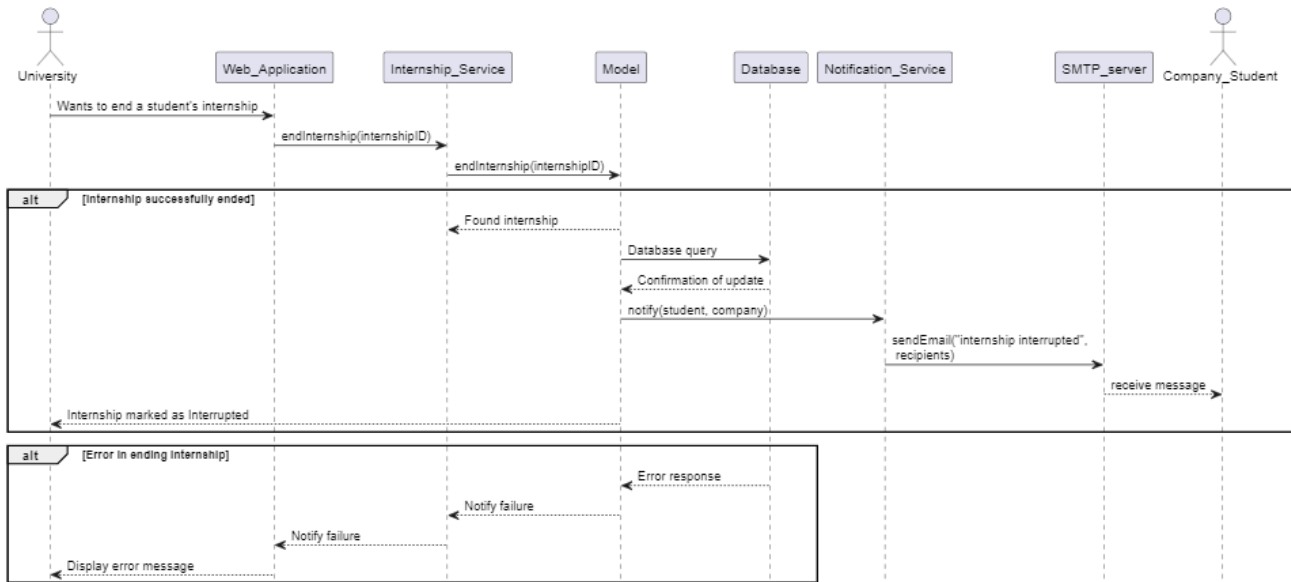 University
Web_Application
Internship_Service
Model
Database
Notification_Service
SMTP_server
Company_Student
Wants to end a student's internship
endInternship(internshipID)
endInternship(internshipID)
alt
[Internship successfully ended]
Found internship
Database query
Confirmation of update
notify(student, company)
sendEmail("internship interrupted",
recipients)
receive message
Internship marked as Interrupted
alt
[Error in ending internship]
Error response
Notify failure
Notify failure
Display error message